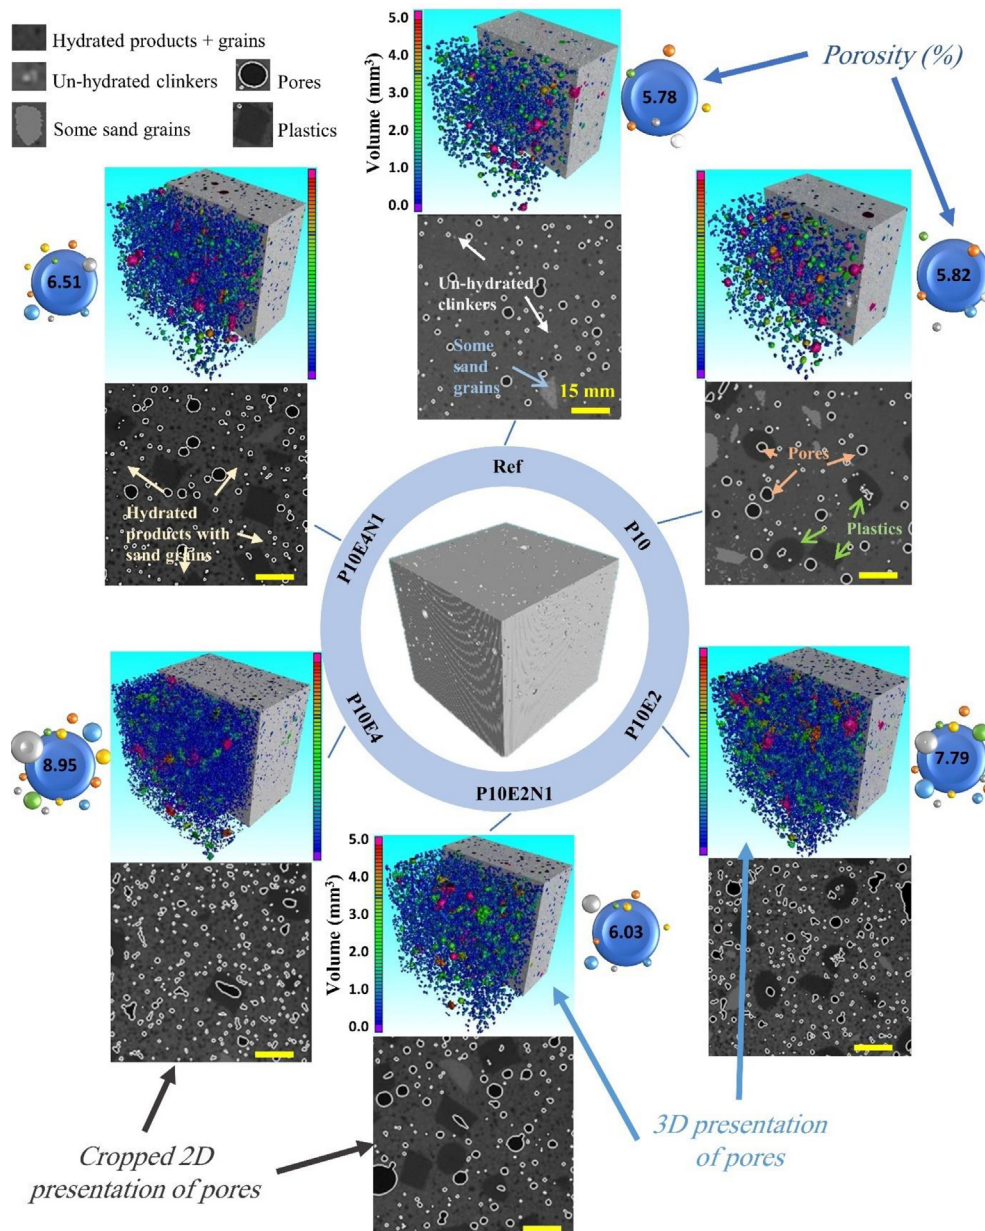 Hydrated products + grains
Un-hydrated clinkers
Pores
Some sand grains
Plastics
Volume (mm³)
5.0
4.0
3.0
2.0
1.0
0.0
5.78
Porosity (%)
6.51
5.82
Un-hydrated
clinkers
Some
sand
grains
15 mm
Hydrated
products with
sand grains
Pores
Plastics
Ref
P10
P10E2
P10E2N1
P10E4
P10E4N1
8.95
7.79
Volume (mm³)
5.0
4.0
3.0
2.0
1.0
0.0
6.03
Cropped 2D
presentation of pores
3D presentation
of pores